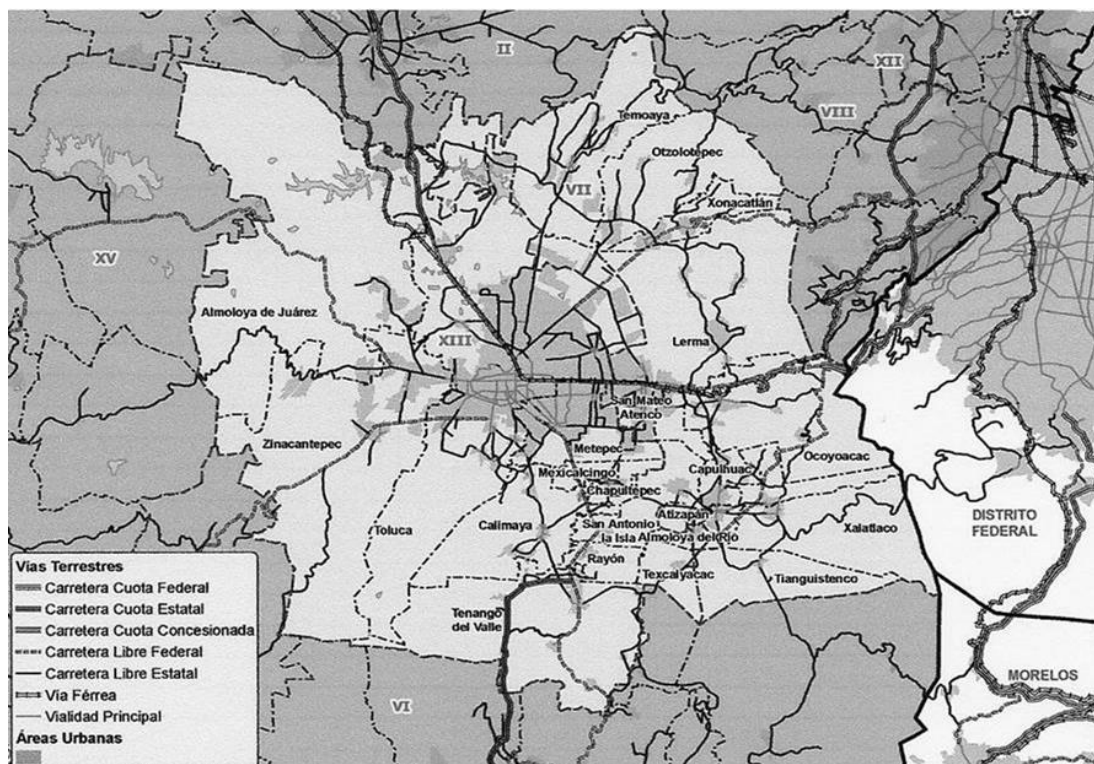 II
XII
VIII
Temoaya
Otzolotepec
VII
Xonacatlán
XV
Almoloya de Juárez
XIII
Lerma
San Mateo
Atenco
Zinacantepec
Metepec
Ocoyoacac
Mexicalcingo
Capulhuac
Chapultepec
Toluca
Calimaya
Atizapán
San Antonio
la Isla
Almoloya del Río
Xalatlaco
DISTRITO
FEDERAL
Rayón
Texcalyacac
Tianguistenco
Tenango
del Valle
MORELOS
VI
Vías Terrestres
Carretera Cuota Federal
Carretera Cuota Estatal
Carretera Cuota Concesionada
Carretera Libre Federal
Carretera Libre Estatal
Vía Férrea
Vialidad Principal
Áreas Urbanas